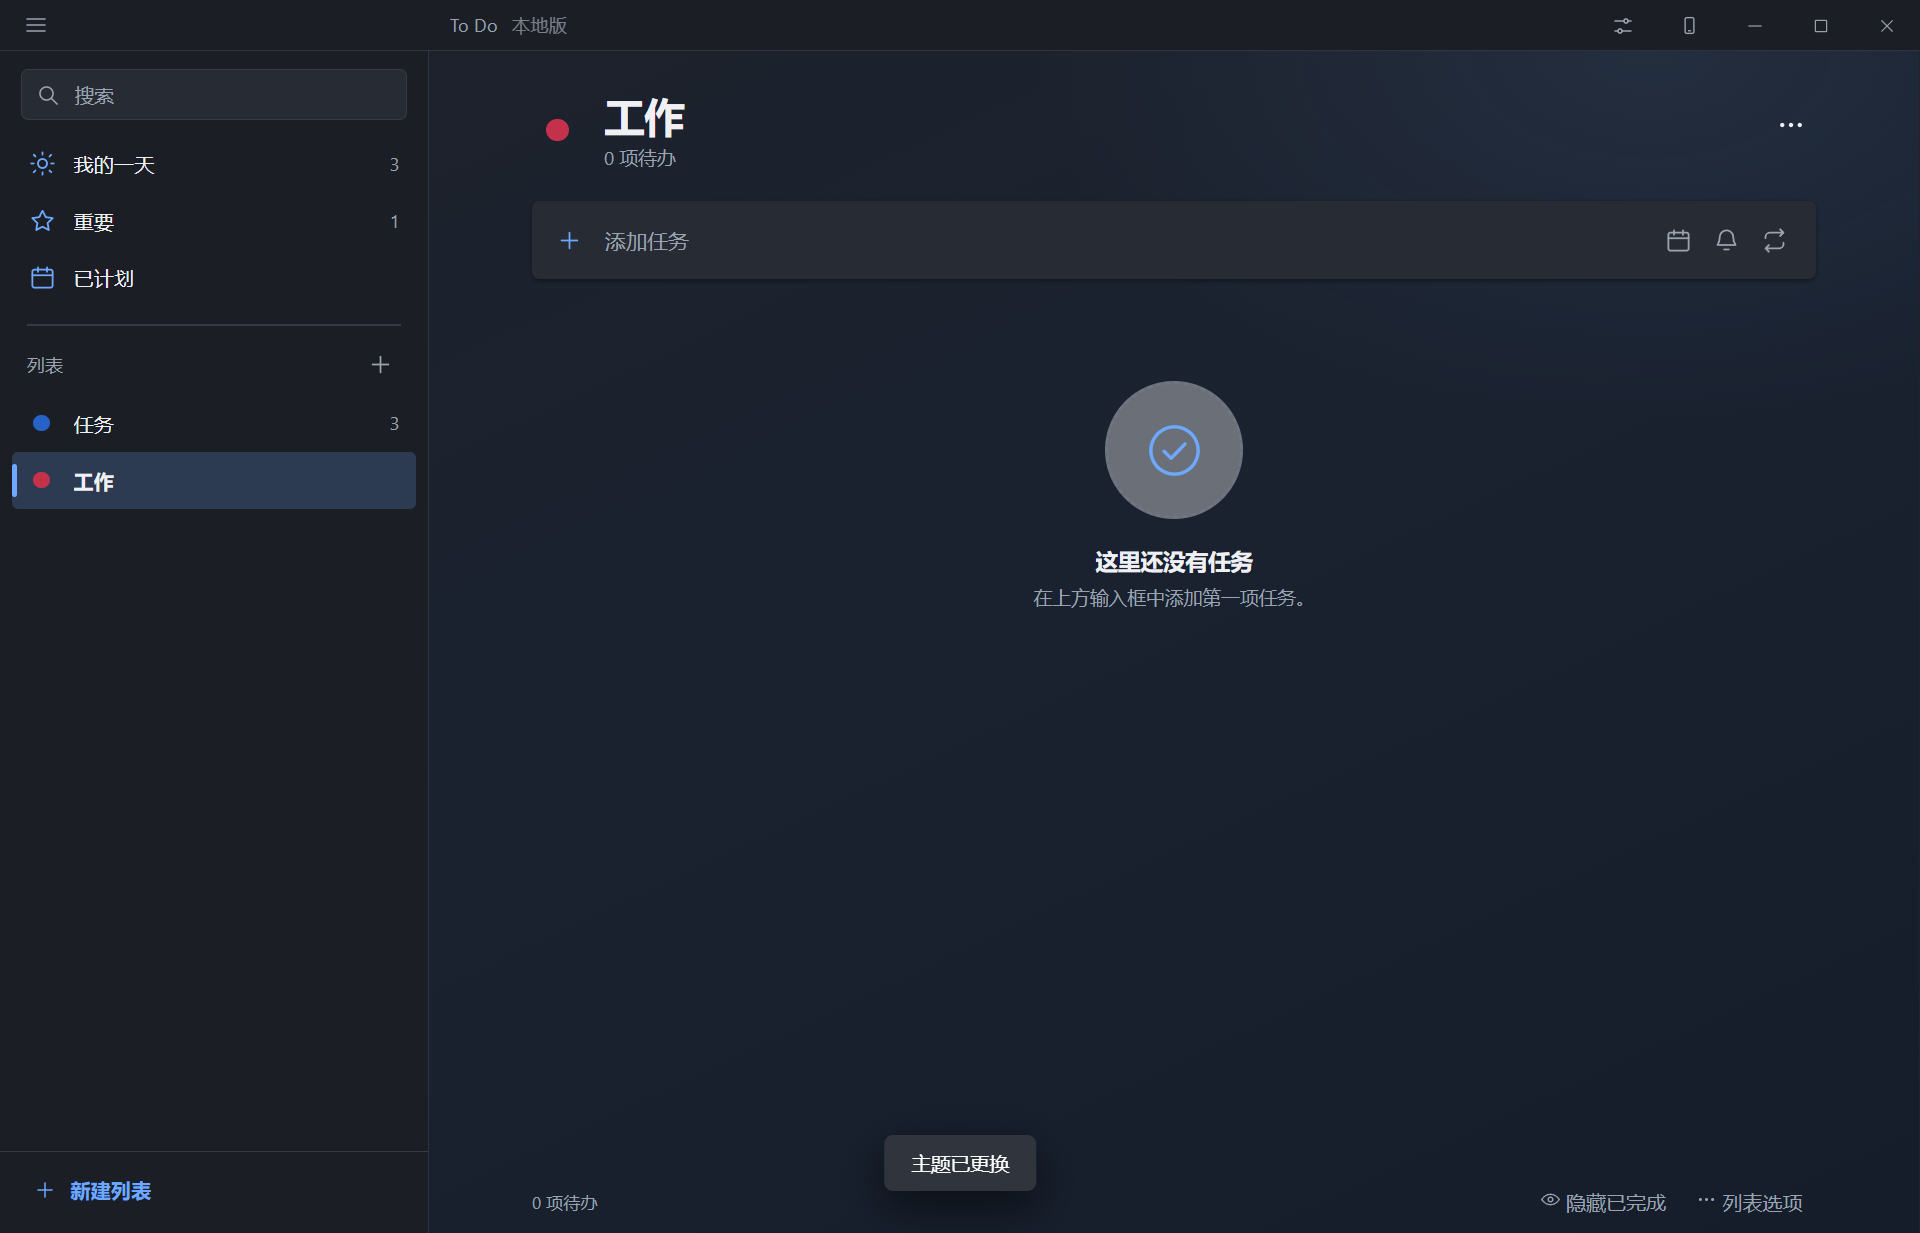 To Do 本地版
搜索
我的一天 3
重要 1
已计划
列表
任务 3
工作
新建列表
工作
0 项待办
添加任务
这里还没有任务
在上方输入框中添加第一项任务。
主题已更换
0 项待办
隐藏已完成
列表选项